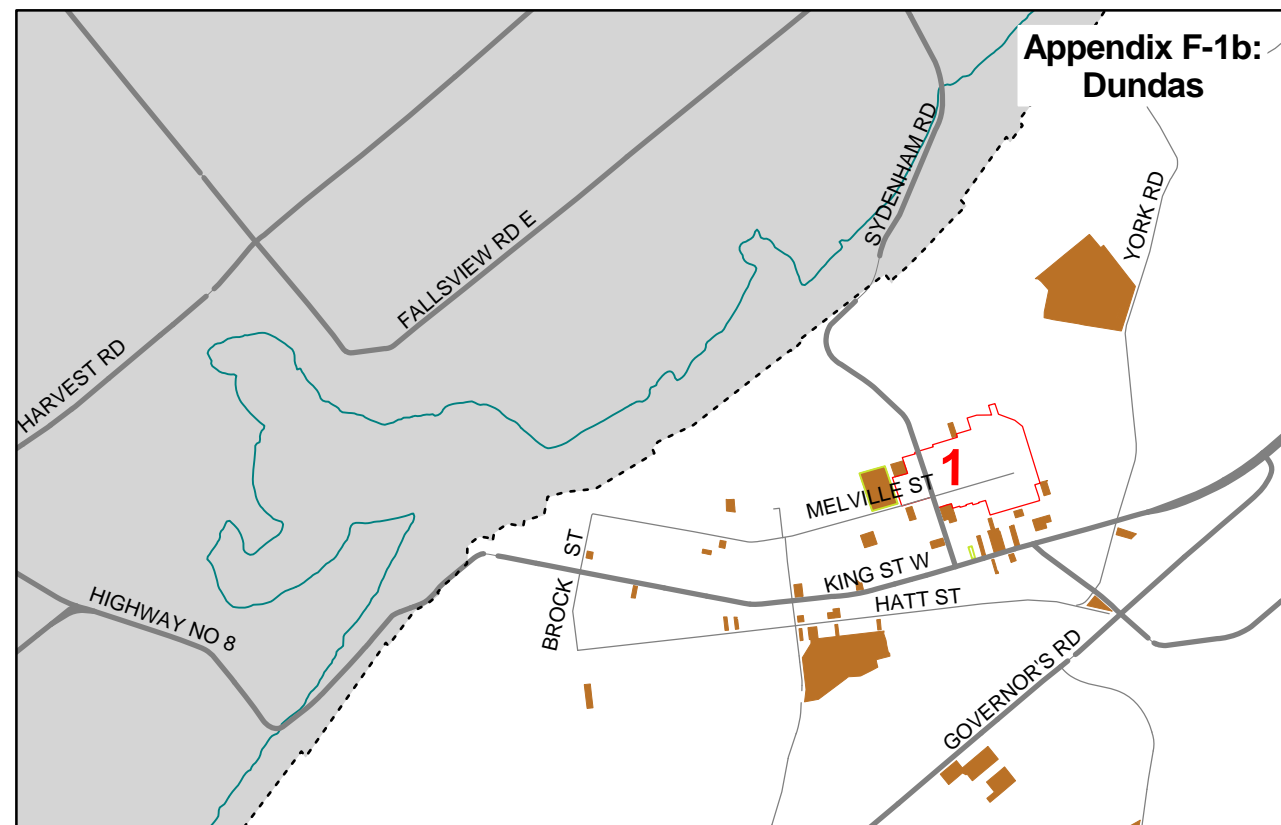 Appendix F-1b:
Dundas
SYDENHAM RD
YORK RD
FALLSVIEW RD E
HARVEST RD
1
MELVILLE ST
BROCK ST
KING ST W
HATT ST
HIGHWAY NO 8
GOVERNOR'S RD